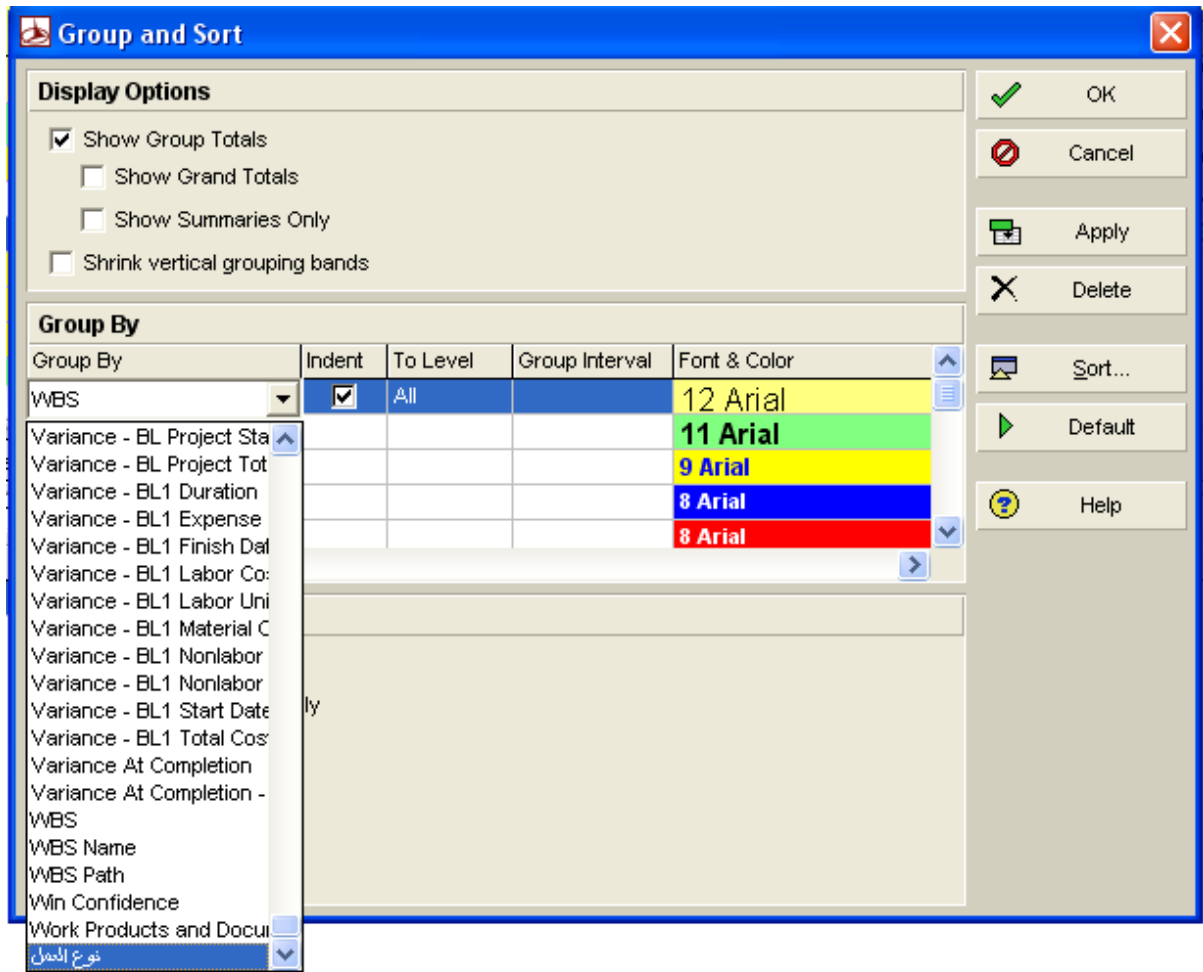 Group and Sort
Display Options
Show Group Totals
Show Grand Totals
Show Summaries Only
Shrink vertical grouping bands
OK
Cancel
Apply
Delete
Sort...
Default
Help
Group By
Group By Indent To Level Group Interval Font & Color
WBS All 12 Arial
11 Arial
9 Arial
8 Arial
8 Arial
Variance - BL Project Sta
Variance - BL Project Tot
Variance - BL1 Duration
Variance - BL1 Expense
Variance - BL1 Finish Dat
Variance - BL1 Labor Co
Variance - BL1 Labor Uni
Variance - BL1 Material C
Variance - BL1 Nonlabor
Variance - BL1 Nonlabor
Variance - BL1 Start Date
ly
Variance - BL1 Total Cos
Variance At Completion
Variance At Completion -
WBS
WBS Name
WBS Path
Win Confidence
Work Products and Docu
نوع العمل